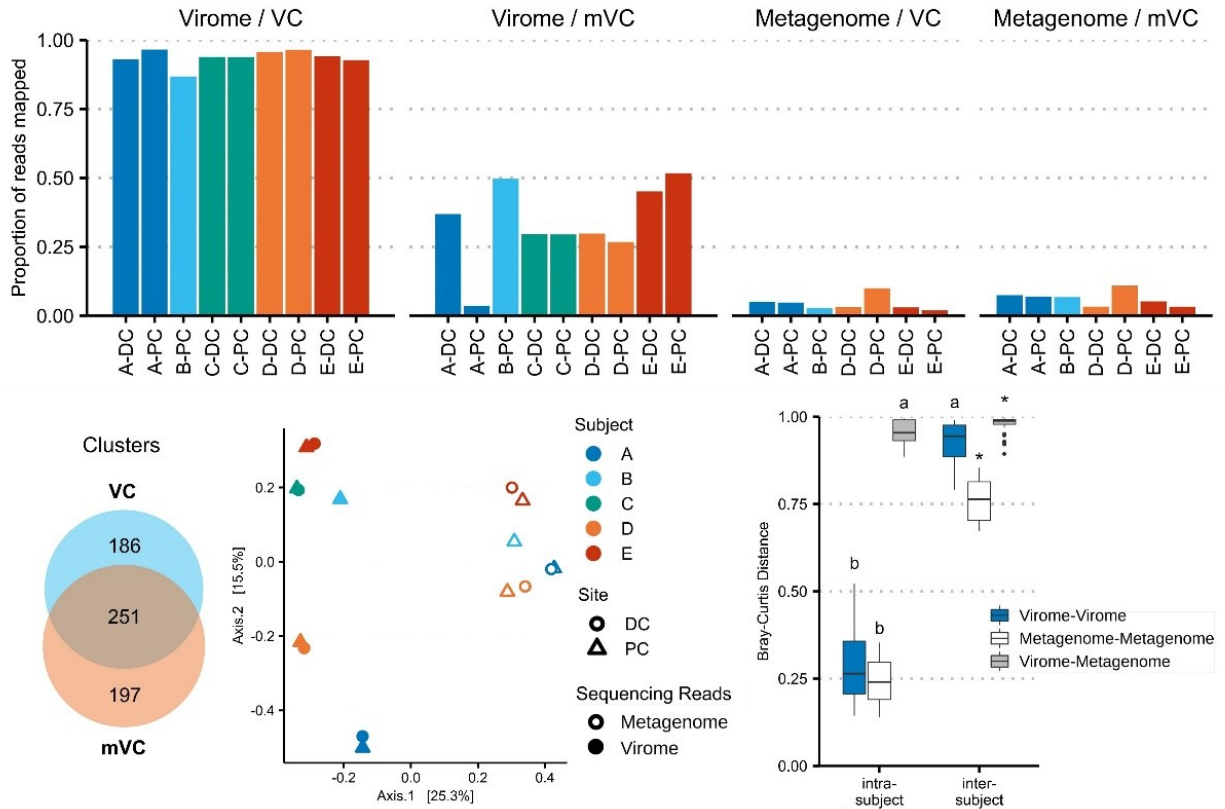 Virome / VC
Virome / mVC
Metagenome / VC
Metagenome / mVC
Proportion of reads mapped
1.00
0.75
0.50
0.25
0.00
A-DC
A-PC
B-PC
C-DC
C-PC
D-DC
D-PC
E-DC
E-PC
A-DC
A-PC
B-PC
C-DC
C-PC
D-DC
D-PC
E-DC
E-PC
A-DC
A-PC
B-PC
D-DC
D-PC
E-DC
E-PC
A-DC
A-PC
B-PC
D-DC
D-PC
E-DC
E-PC
Clusters
VC
186
251
197
mVC
Axis.2 [15.5%]
0.2
0.0
-0.2
-0.4
-0.2
0.0
0.2
0.4
Axis.1 [25.3%]
Subject
A
B
C
D
E
Site
DC
PC
Sequencing Reads
Metagenome
Virome
Bray-Curtis Distance
1.00
0.75
0.50
0.25
0.00
b
b
a
a
*
*
Virome-Virome
Metagenome-Metagenome
Virome-Metagenome
intra-
subject
inter-
subject